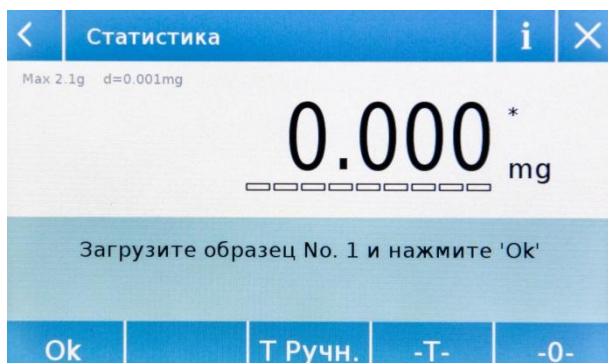 < Статистика i X
Max 2.1g d=0.001mg
0.000 * mg
Загрузите образец No. 1 и нажмите 'Ok'
Ok T Ручн. -T- -0-